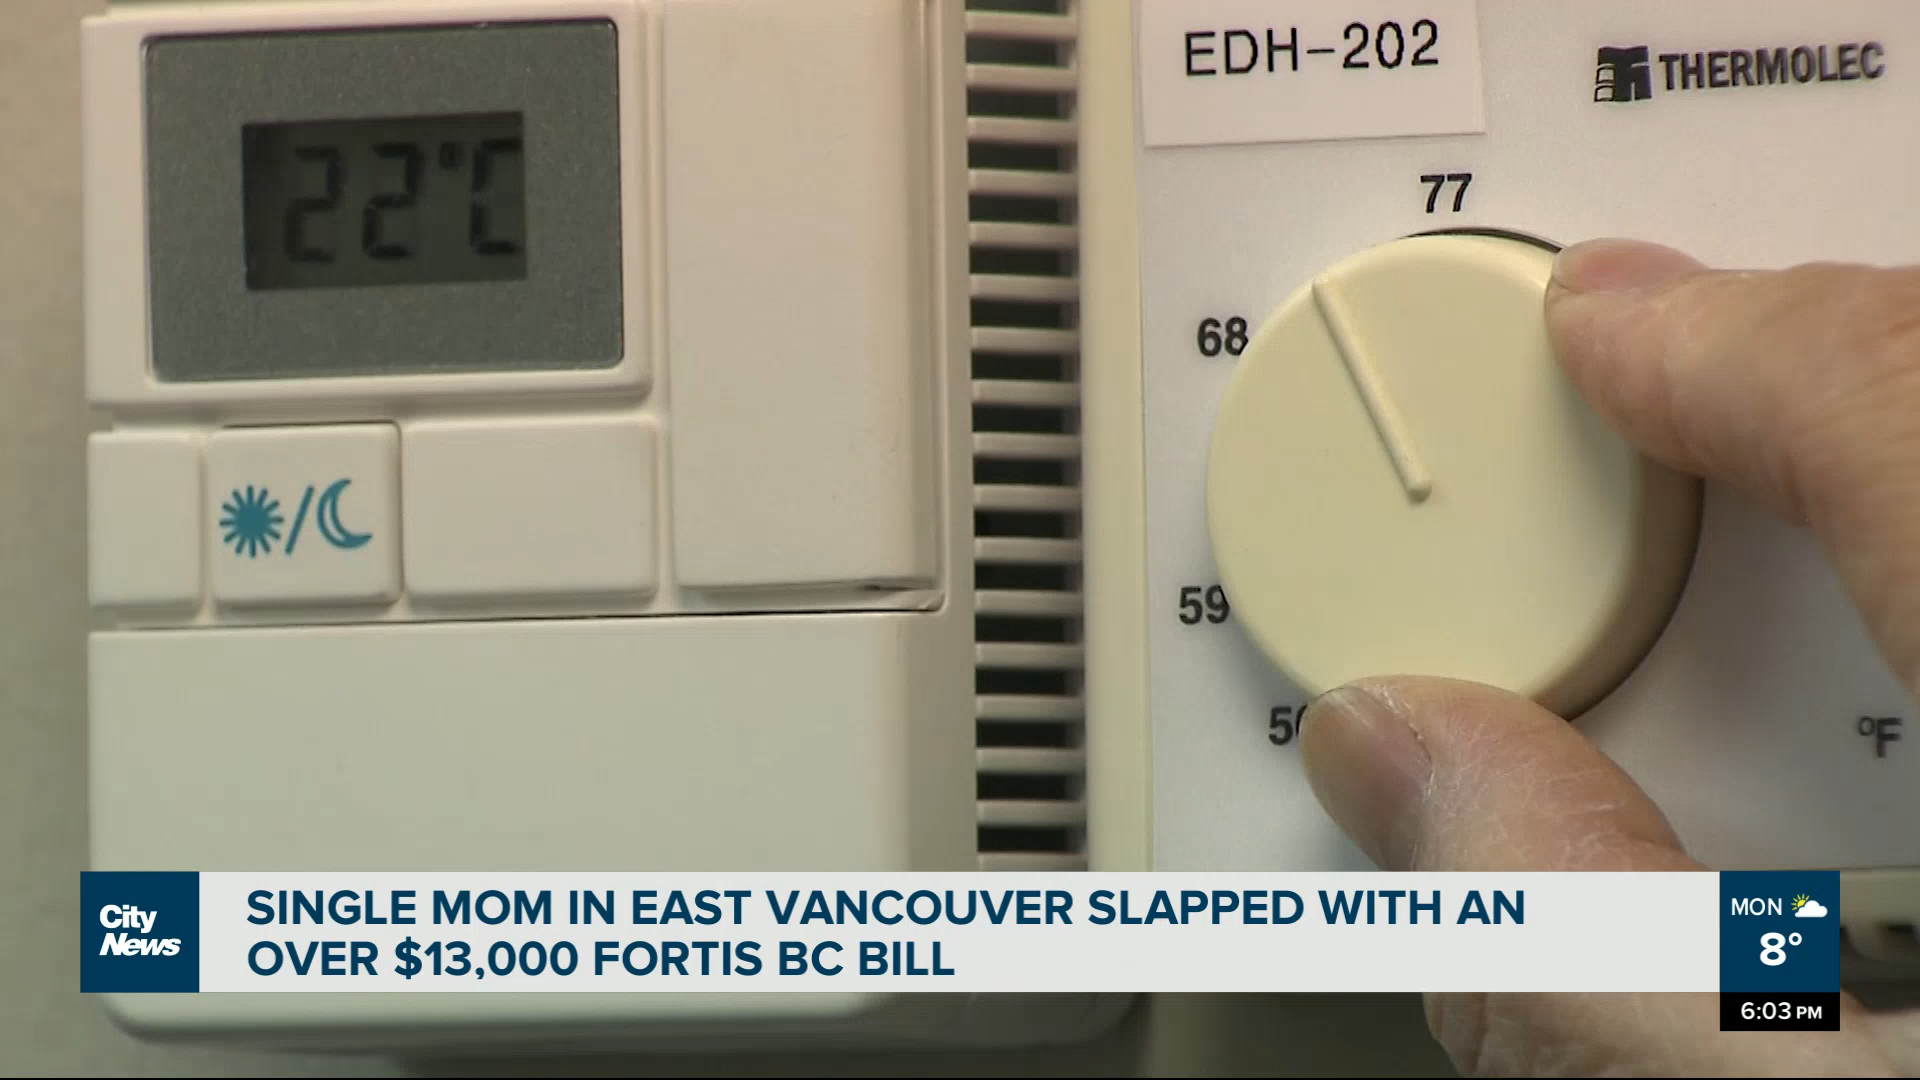 22°C
EDH-202
THERMOLEC
77
68
59
°F
SINGLE MOM IN EAST VANCOUVER SLAPPED WITH AN
OVER $13,000 FORTIS BC BILL
City
News
MON
8°
6:03 PM